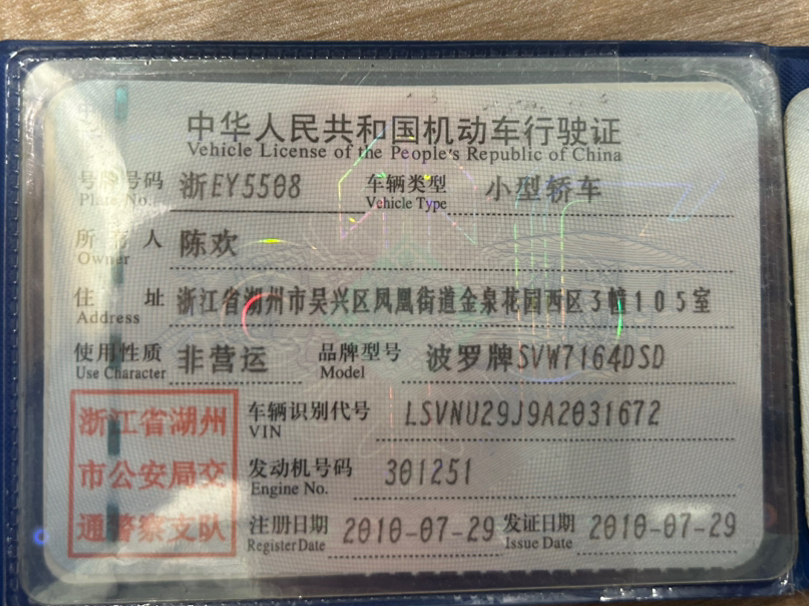 中华人民共和国机动车行驶证
Vehicle License of the People's Republic of China
号牌号码 浙EY5508 车辆类型 小型轿车
Plate No. Vehicle Type
所有人 陈欢
Owner
住址 浙江省湖州市吴兴区凤凰街道金泉花园西区3幢105室
Address
使用性质 非营运 品牌型号 波罗牌SVW7164DSD
Use Character Model
浙江省湖州 车辆识别代号 LSVNU29J9A2031672
VIN
市公安局交 发动机号码 301251
Engine No.
通警察支队 注册日期 2010-07-29 发证日期 2010-07-29
Register Date Issue Date